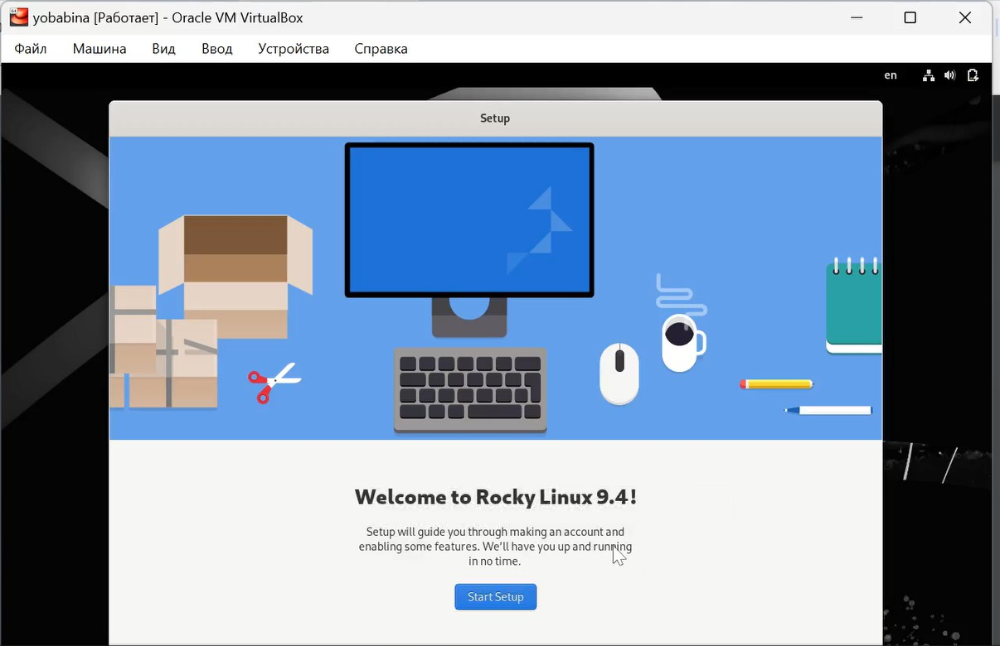 yobabina [Работает] - Oracle VM VirtualBox
Файл Машина Вид Ввод Устройства Справка
en
Setup
Welcome to Rocky Linux 9.4!
Setup will guide you through making an account and
enabling some features. We’ll have you up and running
in no time.
Start Setup